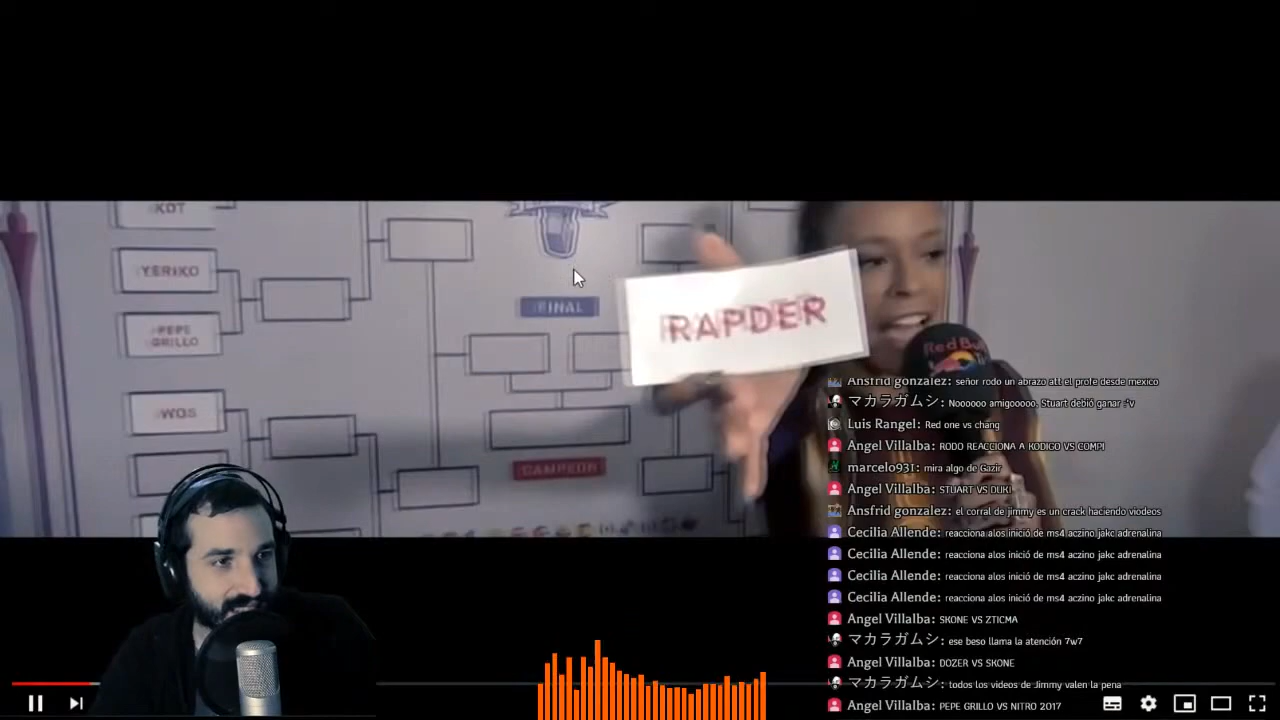 KOT
YERIKO
PEPE
GRILLO
WOS
FINAL
CAMPEON
RAPDER
Red Bull
Ansfrid gonzalez: señor rodo un abrazo att el profe desde mexico
マカラガムシ: Noooooo amigooooo. Stuart debió ganar :'v
Luis Rangel: Red one vs chang
Angel Villalba: RODO REACCIONA A KODIGO VS COMPI
marcelo931: mira algo de Gazir
Angel Villalba: STUART VS DUKI
Ansfrid gonzalez: el corral de jimmy es un crack haciendo viodeos
Cecilia Allende: reacciona alos inició de ms4 aczino jakc adrenalina
Cecilia Allende: reacciona alos inició de ms4 aczino jakc adrenalina
Cecilia Allende: reacciona alos inició de ms4 aczino jakc adrenalina
Cecilia Allende: reacciona alos inició de ms4 aczino jakc adrenalina
Angel Villalba: SKONE VS ZTICMA
マカラガムシ: ese beso llama la atención 7w7
Angel Villalba: DOZER VS SKONE
マカラガムシ: todos los videos de Jimmy valen la pena
Angel Villalba: PEPE GRILLO VS NITRO 2017